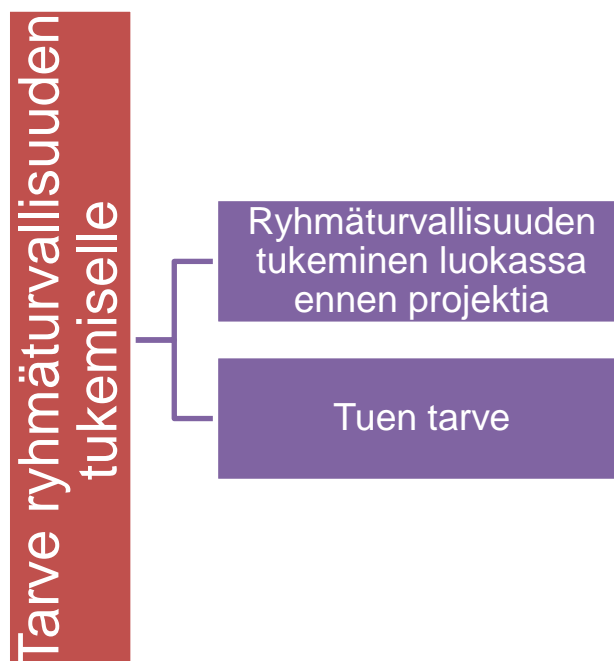 Tarve ryhmäturvallisuuden
tukemiselle
Ryhmäturvallisuuden
tukeminen luokassa
ennen projektia
Tuen tarve